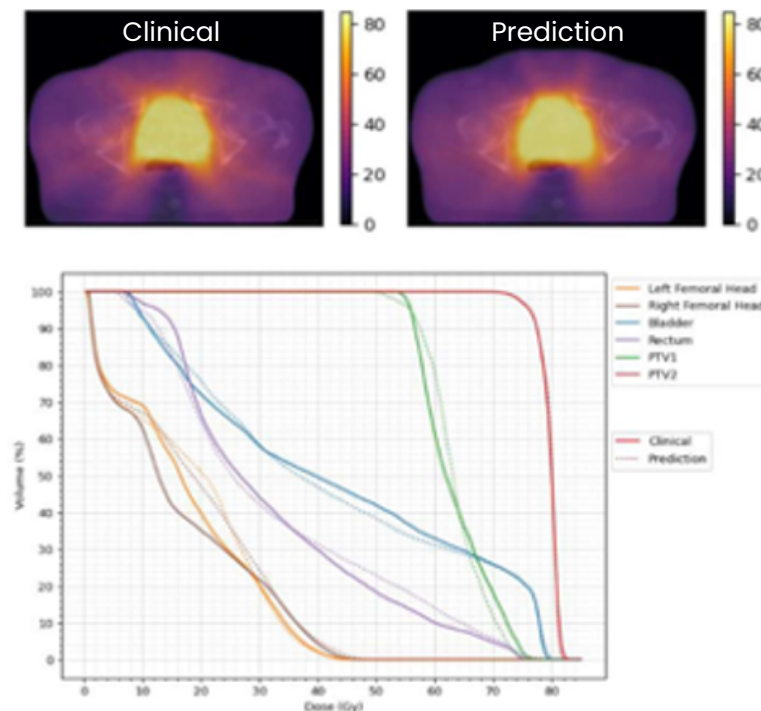 Clinical
Prediction
80
60
40
20
0
80
60
40
20
0
100
90
80
70
60
50
40
30
20
10
0
Volume (%)
0 10 20 30 40 50 60 70 80
Dose (Gy)
Left Femoral Head
Right Femoral Head
Bladder
Rectum
PTV1
PTV2
Clinical
Prediction